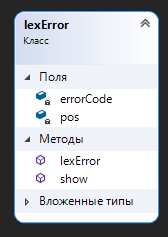 lexError
Класс
Поля
errorCode
pos
Методы
lexError
show
Вложенные типы